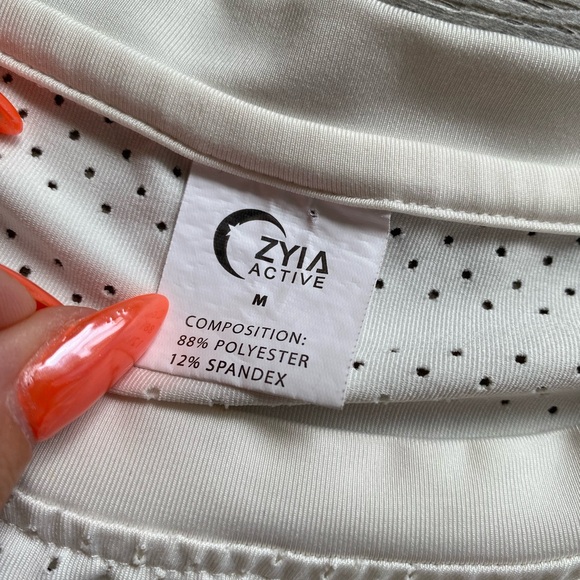 ZYIA
ACTIVE
M
COMPOSITION:
88% POLYESTER
12% SPANDEX